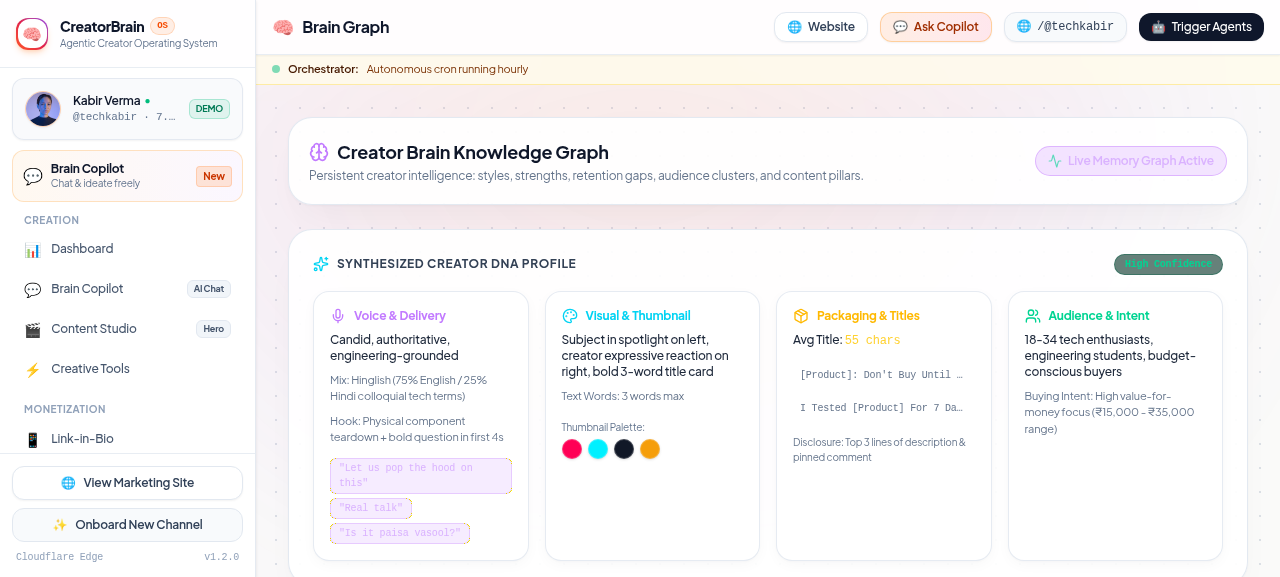 CreatorBrain OS
Agentic Creator Operating System
Kabir Verma
@techkabir · 7.…
DEMO
Brain Copilot
Chat & ideate freely
New
CREATION
Dashboard
Brain Copilot
AI Chat
Content Studio
Hero
Creative Tools
MONETIZATION
Link-in-Bio
View Marketing Site
Onboard New Channel
Cloudflare Edge
v1.2.0
Brain Graph
Website
Ask Copilot
/@techkabir
Trigger Agents
Orchestrator: Autonomous cron running hourly
Creator Brain Knowledge Graph
Persistent creator intelligence: styles, strengths, retention gaps, audience clusters, and content pillars.
Live Memory Graph Active
SYNTHESIZED CREATOR DNA PROFILE
High Confidence
Voice & Delivery
Candid, authoritative,
engineering-grounded
Mix: Hinglish (75% English / 25%
Hindi colloquial tech terms)
Hook: Physical component
teardown + bold question in first 4s
"Let us pop the hood on
this"
"Real talk"
"Is it paisa vasool?"
Visual & Thumbnail
Subject in spotlight on left,
creator expressive reaction on
right, bold 3-word title card
Text Words: 3 words max
Thumbnail Palette:
Packaging & Titles
Avg Title: 55 chars
[Product]: Don't Buy Until …
I Tested [Product] For 7 Da…
Disclosure: Top 3 lines of description &
pinned comment
Audience & Intent
18-34 tech enthusiasts,
engineering students, budget-
conscious buyers
Buying Intent: High value-for-
money focus (₹15,000 - ₹35,000
range)